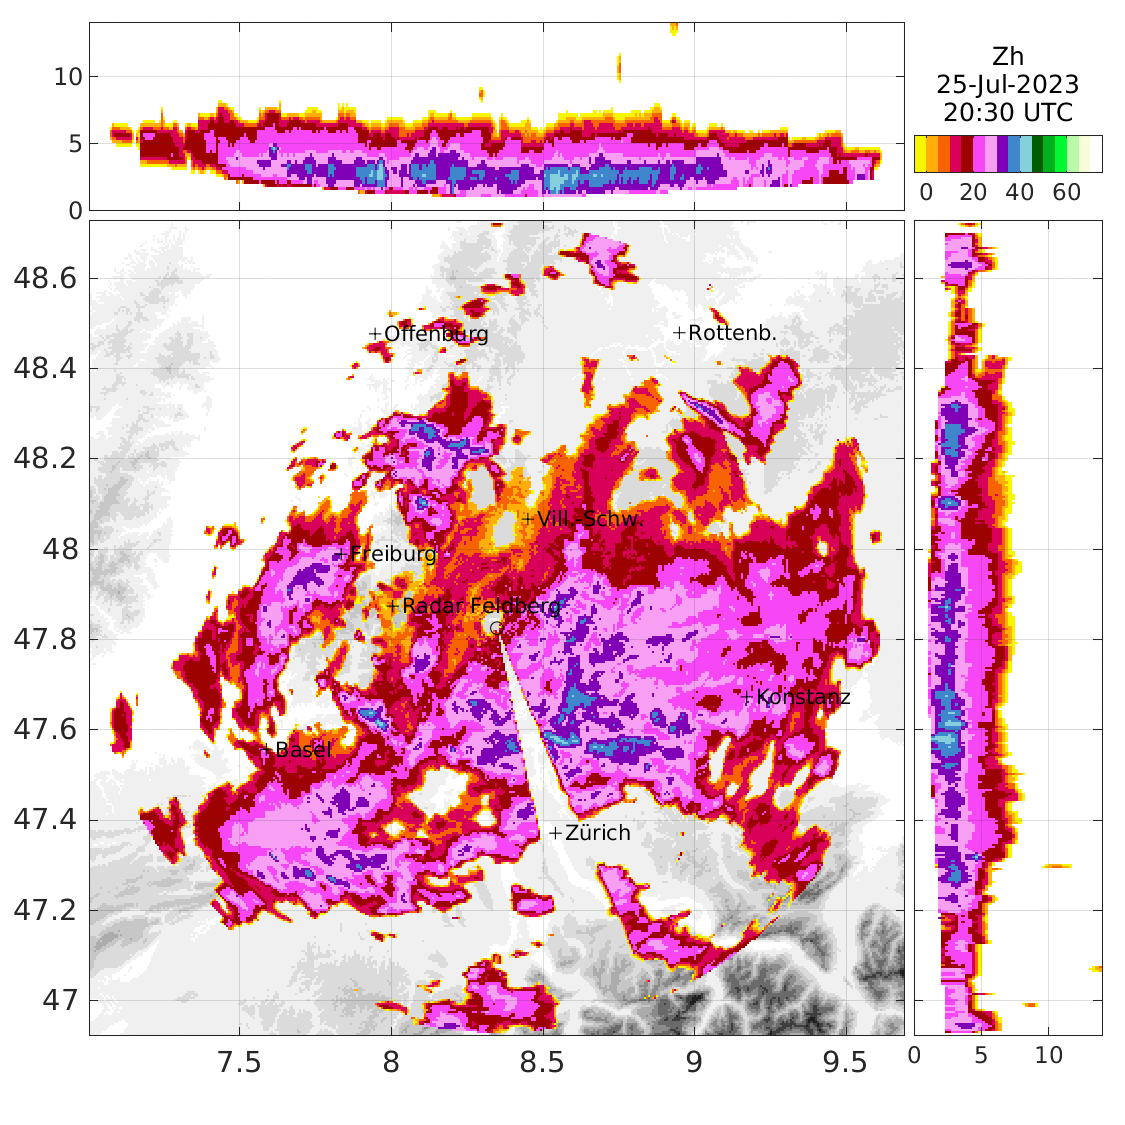 10
5
0
Zh
25-Jul-2023
20:30 UTC
0 20 40 60
48.6
48.4
48.2
48
47.8
47.6
47.4
47.2
47
+Offenburg
+Rottenb.
+Vill.-Schw.
+Freiburg
+Radar Feldberg
+Konstanz
+Basel
+Zürich
7.5 8 8.5 9 9.5
0 5 10